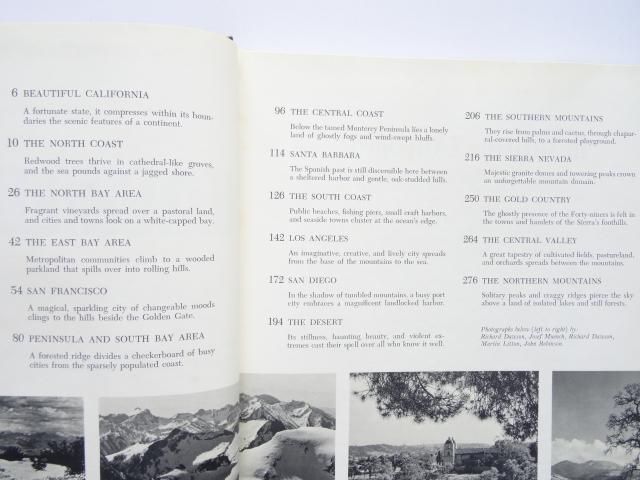 6 BEAUTIFUL CALIFORNIA
A fortunate state, it compresses within its boun-
daries the scenic features of a continent.
10 THE NORTH COAST
Redwood trees thrive in cathedral-like groves,
and the sea pounds against a jagged shore.
26 THE NORTH BAY AREA
Fragrant vineyards spread over a pastoral land,
and cities and towns look on a white-capped bay.
42 THE EAST BAY AREA
Metropolitan communities climb to a wooded
parkland that spills over into rolling hills.
54 SAN FRANCISCO
A magical, sparkling city of changeable moods
clings to the hills beside the Golden Gate.
80 PENINSULA AND SOUTH BAY AREA
A forested ridge divides a checkerboard of busy
cities from the sparsely populated coast.
96 THE CENTRAL COAST
Below the tamed Monterey Peninsula lies a lonely
land of ghostly fogs and wind-swept bluffs.
114 SANTA BARBARA
The Spanish past is still discernible here between
a sheltered harbor and gentle, oak-studded hills.
126 THE SOUTH COAST
Public beaches, fishing piers, small craft harbors,
and seaside towns cluster at the ocean's edge.
142 LOS ANGELES
An imaginative, creative, and lively city spreads
from the base of the mountains to the sea.
172 SAN DIEGO
In the shadow of tumbled mountains, a busy port
city embraces a magnificent landlocked harbor.
194 THE DESERT
Its stillness, haunting beauty, and violent ex-
tremes cast their spell over all who know it well.
206 THE SOUTHERN MOUNTAINS
They rise from palms and cactus, through chapar-
ral-covered hills, to a forested playground.
216 THE SIERRA NEVADA
Majestic granite domes and towering peaks crown
an unforgettable mountain domain.
250 THE GOLD COUNTRY
The ghostly presence of the Forty-niners is felt in
the towns and hamlets of the Sierra's foothills.
264 THE CENTRAL VALLEY
A great tapestry of cultivated fields, pastureland,
and orchards spreads between the mountains.
276 THE NORTHERN MOUNTAINS
Solitary peaks and craggy ridges pierce the sky
above a land of isolated lakes and still forests.
Photographs below (left to right) by:
Richard Dawson, Josef Muench, Richard Dawson,
Martin Litton, John Robinson.